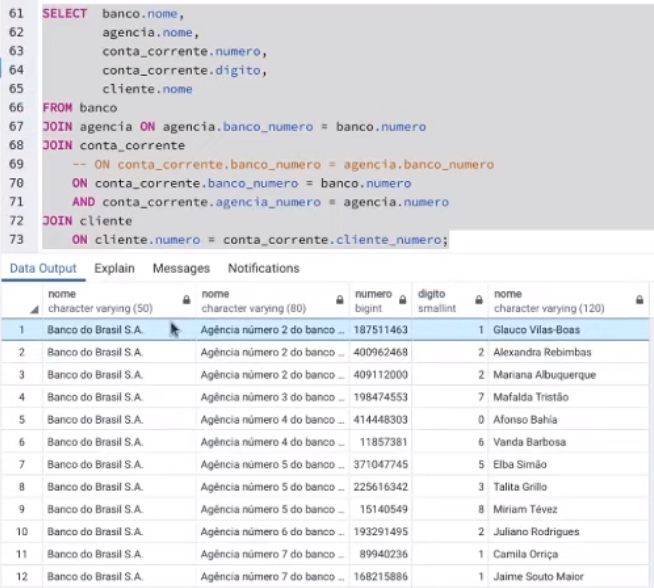 61 SELECT banco.nome,
62 agencia.nome,
63 conta_corrente.numero,
64 conta_corrente.digito,
65 cliente.nome
66 FROM banco
67 JOIN agencia ON agencia.banco_numero = banco.numero
68 JOIN conta_corrente
69 -- ON conta_corrente.banco_numero = agencia.banco_numero
70 ON conta_corrente.banco_numero = banco.numero
71 AND conta_corrente.agencia_numero = agencia.numero
72 JOIN cliente
73 ON cliente.numero = conta_corrente.cliente_numero;
Data Output Explain Messages Notifications
nome nome numero digito nome
character varying (50) character varying (80) bigint smallint character varying (120)
1 Banco do Brasil S.A. Agência número 2 do banco ... 187511463 1 Glauco Vilas-Boas
2 Banco do Brasil S.A. Agência número 2 do banco ... 400962468 2 Alexandra Rebimbas
3 Banco do Brasil S.A. Agência número 2 do banco ... 409112000 2 Mariana Albuquerque
4 Banco do Brasil S.A. Agência número 3 do banco ... 198474553 7 Mafalda Tristão
5 Banco do Brasil S.A. Agência número 4 do banco ... 414448303 0 Afonso Bahia
6 Banco do Brasil S.A. Agência número 4 do banco ... 11857381 6 Vanda Barbosa
7 Banco do Brasil S.A. Agência número 5 do banco ... 371047745 5 Elba Simão
8 Banco do Brasil S.A. Agência número 5 do banco ... 225616342 3 Talita Grillo
9 Banco do Brasil S.A. Agência número 5 do banco ... 15140549 8 Miriam Tévez
10 Banco do Brasil S.A. Agência número 6 do banco ... 193291495 2 Juliano Rodrigues
11 Banco do Brasil S.A. Agência número 7 do banco ... 89940236 1 Camila Orriça
12 Banco do Brasil S.A. Agência número 7 do banco ... 168215886 1 Jaime Souto Maior